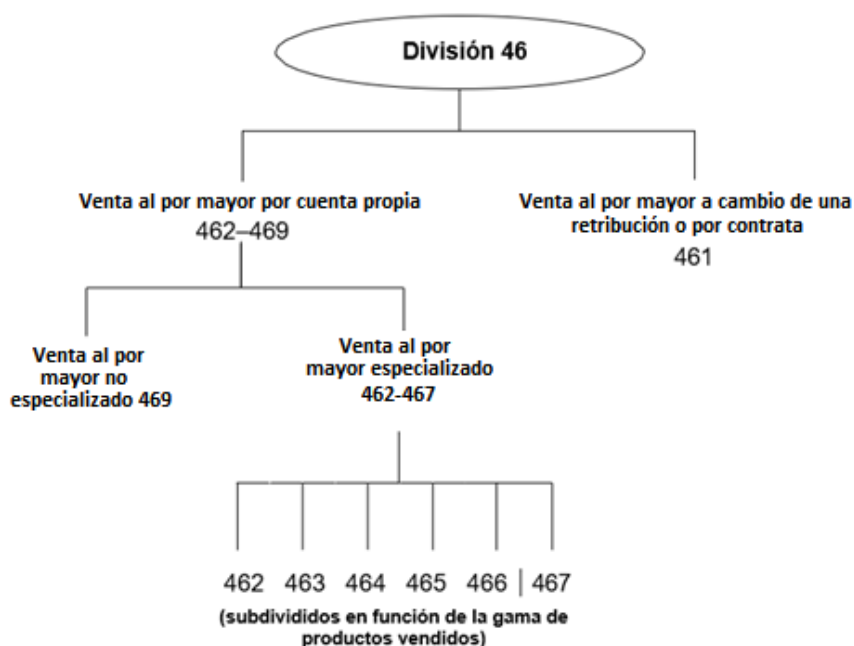 División 46
Venta al por mayor por cuenta propia
462–469
Venta al por mayor a cambio de una
retribución o por contrata
461
Venta al por
mayor no
especializado 469
Venta al por
mayor especializado
462-467
462 463 464 465 466 | 467
(subdivididos en función de la gama de
productos vendidos)